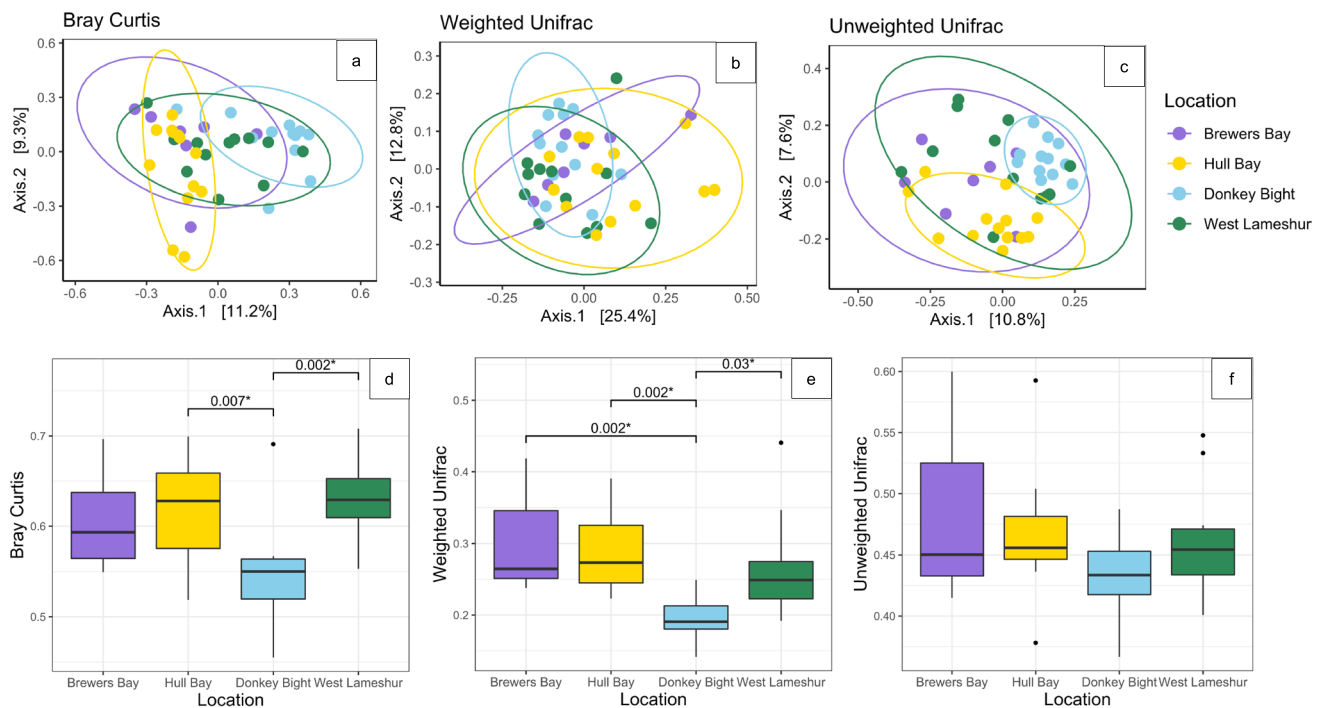 Bray Curtis
a
0.6
0.3
0.0
-0.3
-0.6
Axis.2 [9.3%]
-0.6
-0.3
0.0
0.3
0.6
Axis.1 [11.2%]
Weighted Unifrac
b
0.3
0.2
0.1
0.0
-0.1
-0.2
-0.3
Axis.2 [12.8%]
-0.25
0.00
0.25
0.50
Axis.1 [25.4%]
Unweighted Unifrac
c
0.4
0.2
0.0
-0.2
Axis.2 [7.6%]
-0.50
-0.25
0.00
0.25
Axis.1 [10.8%]
Location
Brewers Bay
Hull Bay
Donkey Bight
West Lameshur
d
0.002*
0.007*
0.7
0.6
0.5
Bray Curtis
Brewers Bay
Hull Bay
Donkey Bight
West Lameshur
Location
e
0.03*
0.002*
0.002*
0.5
0.4
0.3
0.2
Weighted Unifrac
Brewers Bay
Hull Bay
Donkey Bight
West Lameshur
Location
f
0.60
0.55
0.50
0.45
0.40
Unweighted Unifrac
Brewers Bay
Hull Bay
Donkey Bight
West Lameshur
Location